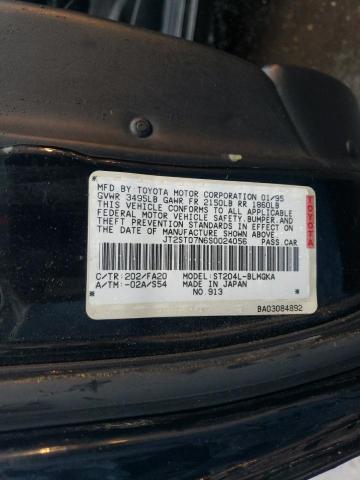 MFD BY TOYOTA MOTOR CORPORATION 01/95
GVWR 3495LB GAWR FR 2150LB RR 1860LB
THIS VEHICLE CONFORMS TO ALL APPLICABLE
FEDERAL MOTOR VEHICLE SAFETY,BUMPER,AND
THEFT PREVENTION STANDARDS IN EFFECT ON
THE DATE OF MANUFACTURE SHOWN ABOVE.
JT2ST07N6S0024056 PASS.CAR
TOYOTA
C/TR:202/FA20 MODEL:ST204L-BLMGKA
A/TM:-02A/S54 MADE IN JAPAN
NO.913
BA03084892